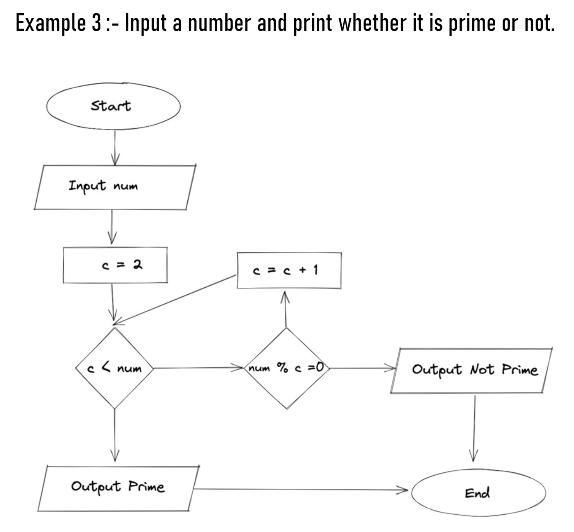 Example 3 :- Input a number and print whether it is prime or not.
Start
Input num
c = 2
c = c + 1
c < num
num % c =0
Output Not Prime
Output Prime
End